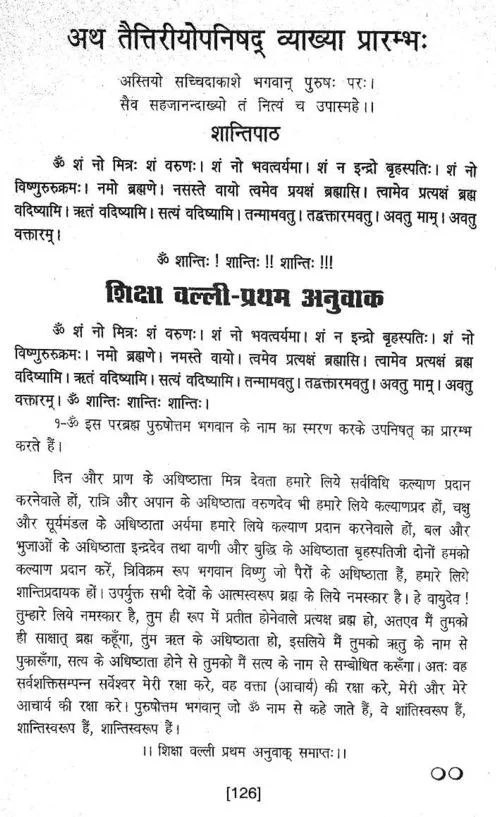 अथ तैत्तिरीयोपनिषद् व्याख्या प्रारम्भः
अस्तियो सच्चिदाकाशे भगवान् पुरुषः परः।
सैव सहजानन्दाख्यो तं नित्यं च उपास्महे।।
शान्तिपाठ
ॐ शं नो मित्रः शं वरुणः। शं नो भवत्वर्यमा। शं न इन्द्रो बृहस्पतिः। शं नो
विष्णुरुरुक्रमः। नमो ब्रह्मणे। नसंस्ते वायो त्वमेव प्रयक्षं ब्रह्मासि। त्वामेव प्रत्यक्षं ब्रह्म
वदिष्यामि। ऋतं वदिष्यामि। सत्यं वदिष्यामि। तन्मामवतु। तद्वक्तारमवतु। अवतु माम्। अवतु
वक्तारम्।
ॐ शान्तिः ! शान्तिः !! शान्तिः !!!
शिक्षा वल्ली-प्रथम अनुवाक
ॐ शं नो मित्रः शं वरुणः। शं नो भवत्वर्यमा। शं न इन्द्रो बृहस्पतिः। शं नो
विष्णुरुरुक्रमः। नमो ब्रह्मणे। नमस्ते वायो। त्वमेव प्रत्यक्षं ब्रह्मासि। त्वामेव प्रत्यक्षं ब्रह्म
वदिष्यामि। ऋतं वदिष्यामि। सत्यं वदिष्यामि। तन्मामवतु। तद्वक्तारमवतु। अवतु माम्। अवतु
वक्तारम्। ॐ शान्तिः शान्तिः शान्तिः।
१-ॐ इस परब्रह्म पुरुषोत्तम भगवान के नाम का स्मरण करके उपनिषत् का प्रारम्भ
करते हैं।
दिन और प्राण के अधिष्ठाता मित्र देवता हमारे लिये सर्वविधि कल्याण प्रदान
करनेवाले हों, रात्रि और अपान के अधिष्ठाता वरुणदेव भी हमारे लिये कल्याणप्रद हों, चक्षु
और सूर्यमंडल के अधिष्ठाता अर्यमा हमारे लिये कल्याण प्रदान करनेवाले हों, बल और
भुजाओं के अधिष्ठाता इन्द्रदेव तथा वाणी और बुद्धि के अधिष्ठाता बृहस्पतिजी दोनों हमको
कल्याण प्रदान करें, त्रिविक्रम रूप भगवान विष्णु जो पैरों के अधिष्ठाता हैं, हमारे लिगे
शान्तिप्रदायक हों। उपर्युक्त सभी देवों के आत्मस्वरूप ब्रह्म के लिये नमस्कार है। हे वायुदेव !
तुम्हारे लिये नमस्कार है, तुम ही रूप में प्रतीत होनेवाले प्रत्यक्ष ब्रह्म हो, अतएव मैं तुमको
ही साक्षात् ब्रह्म कहूँगा, तुम ऋत के अधिष्ठाता हो, इसलिये मैं तुमको ऋतु के नाम से
पुकारूँगा, सत्य के अधिष्ठाता होने से तुमको मैं सत्य के नाम से सम्बोधित करूँगा। अतः वह
सर्वशक्तिसम्पन्न सर्वेश्वर मेरी रक्षा करे, वह वक्ता (आचार्य) की रक्षा करे, मेरी और मेरे
आचार्य की रक्षा करे। पुरुषोत्तम भगवान् जो ॐ नाम से कहे जाते हैं, वे शांतिस्वरूप हैं,
शान्तिस्वरूप हैं, शान्तिस्वरूप हैं।
।। शिक्षा वल्ली प्रथम अनुवाक् समाप्तः।।
[126]